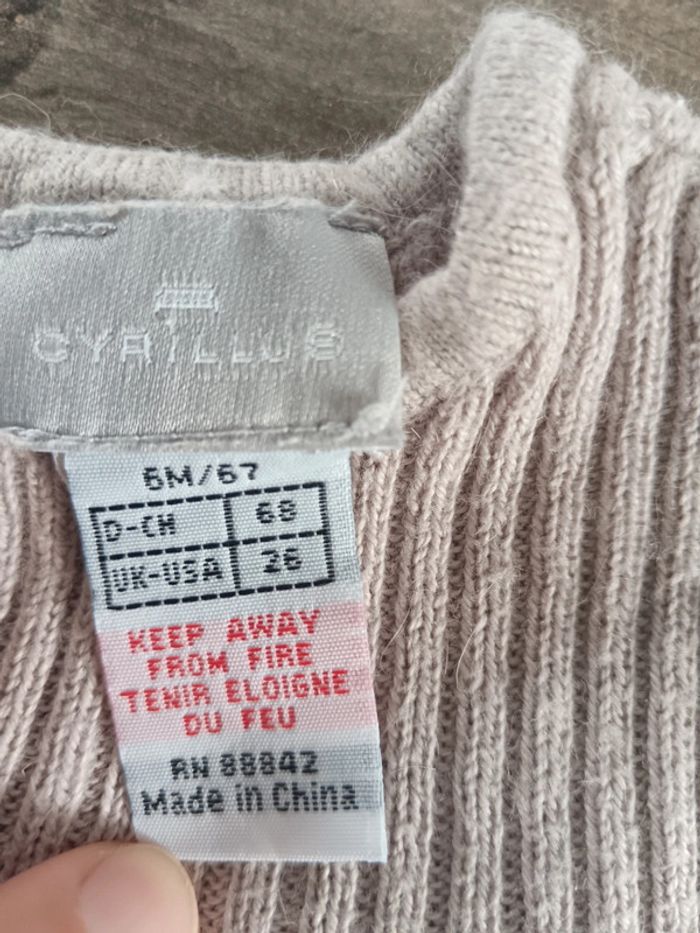 CYRILLUS
6M/67
D-CH 68
UK-USA 26
KEEP AWAY
FROM FIRE
TENIR ELOIGNE
DU FEU
RN 88842
Made in China